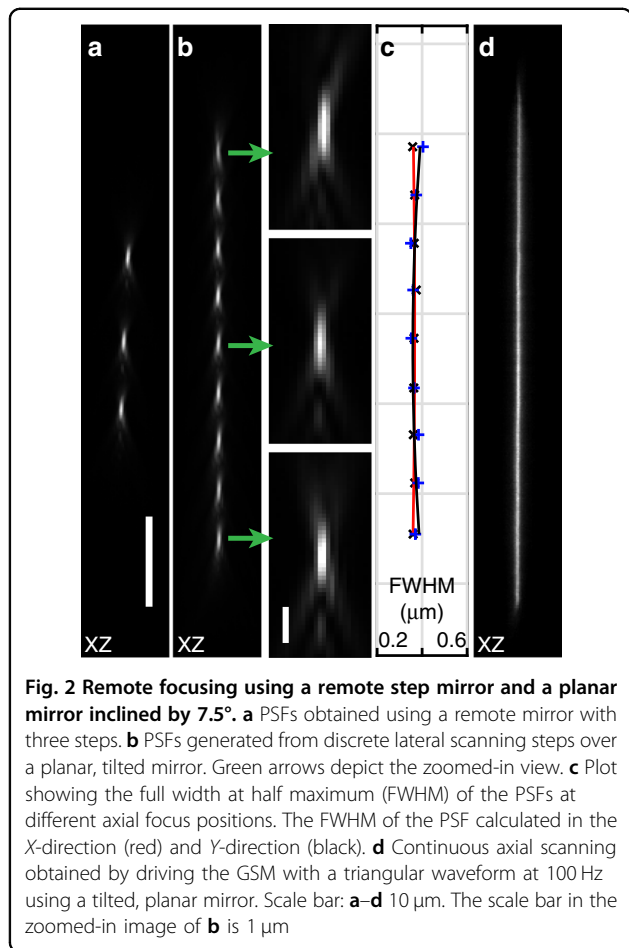 a
b
c
d
FWHM
(μm)
0.2 0.6
XZ
XZ
XZ
Fig. 2 Remote focusing using a remote step mirror and a planar
mirror inclined by 7.5°. a PSFs obtained using a remote mirror with
three steps. b PSFs generated from discrete lateral scanning steps over
a planar, tilted mirror. Green arrows depict the zoomed-in view. c Plot
showing the full width at half maximum (FWHM) of the PSFs at
different axial focus positions. The FWHM of the PSF calculated in the
X-direction (red) and Y-direction (black). d Continuous axial scanning
obtained by driving the GSM with a triangular waveform at 100 Hz
using a tilted, planar mirror. Scale bar: a–d 10 μm. The scale bar in the
zoomed-in image of b is 1 μm